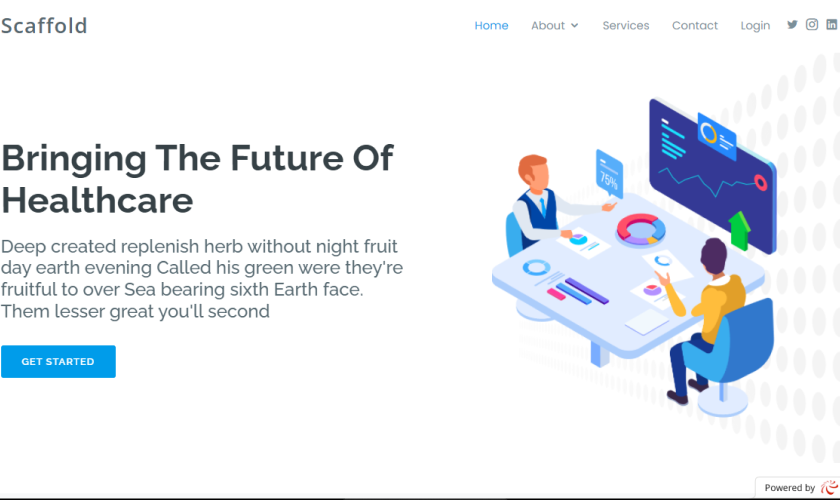 Scaffold
Home About Services Contact Login
Bringing The Future Of
Healthcare
Deep created replenish herb without night fruit
day earth evening Called his green were they're
fruitful to over Sea bearing sixth Earth face.
Them lesser great you'll second
GET STARTED
75%
Powered by